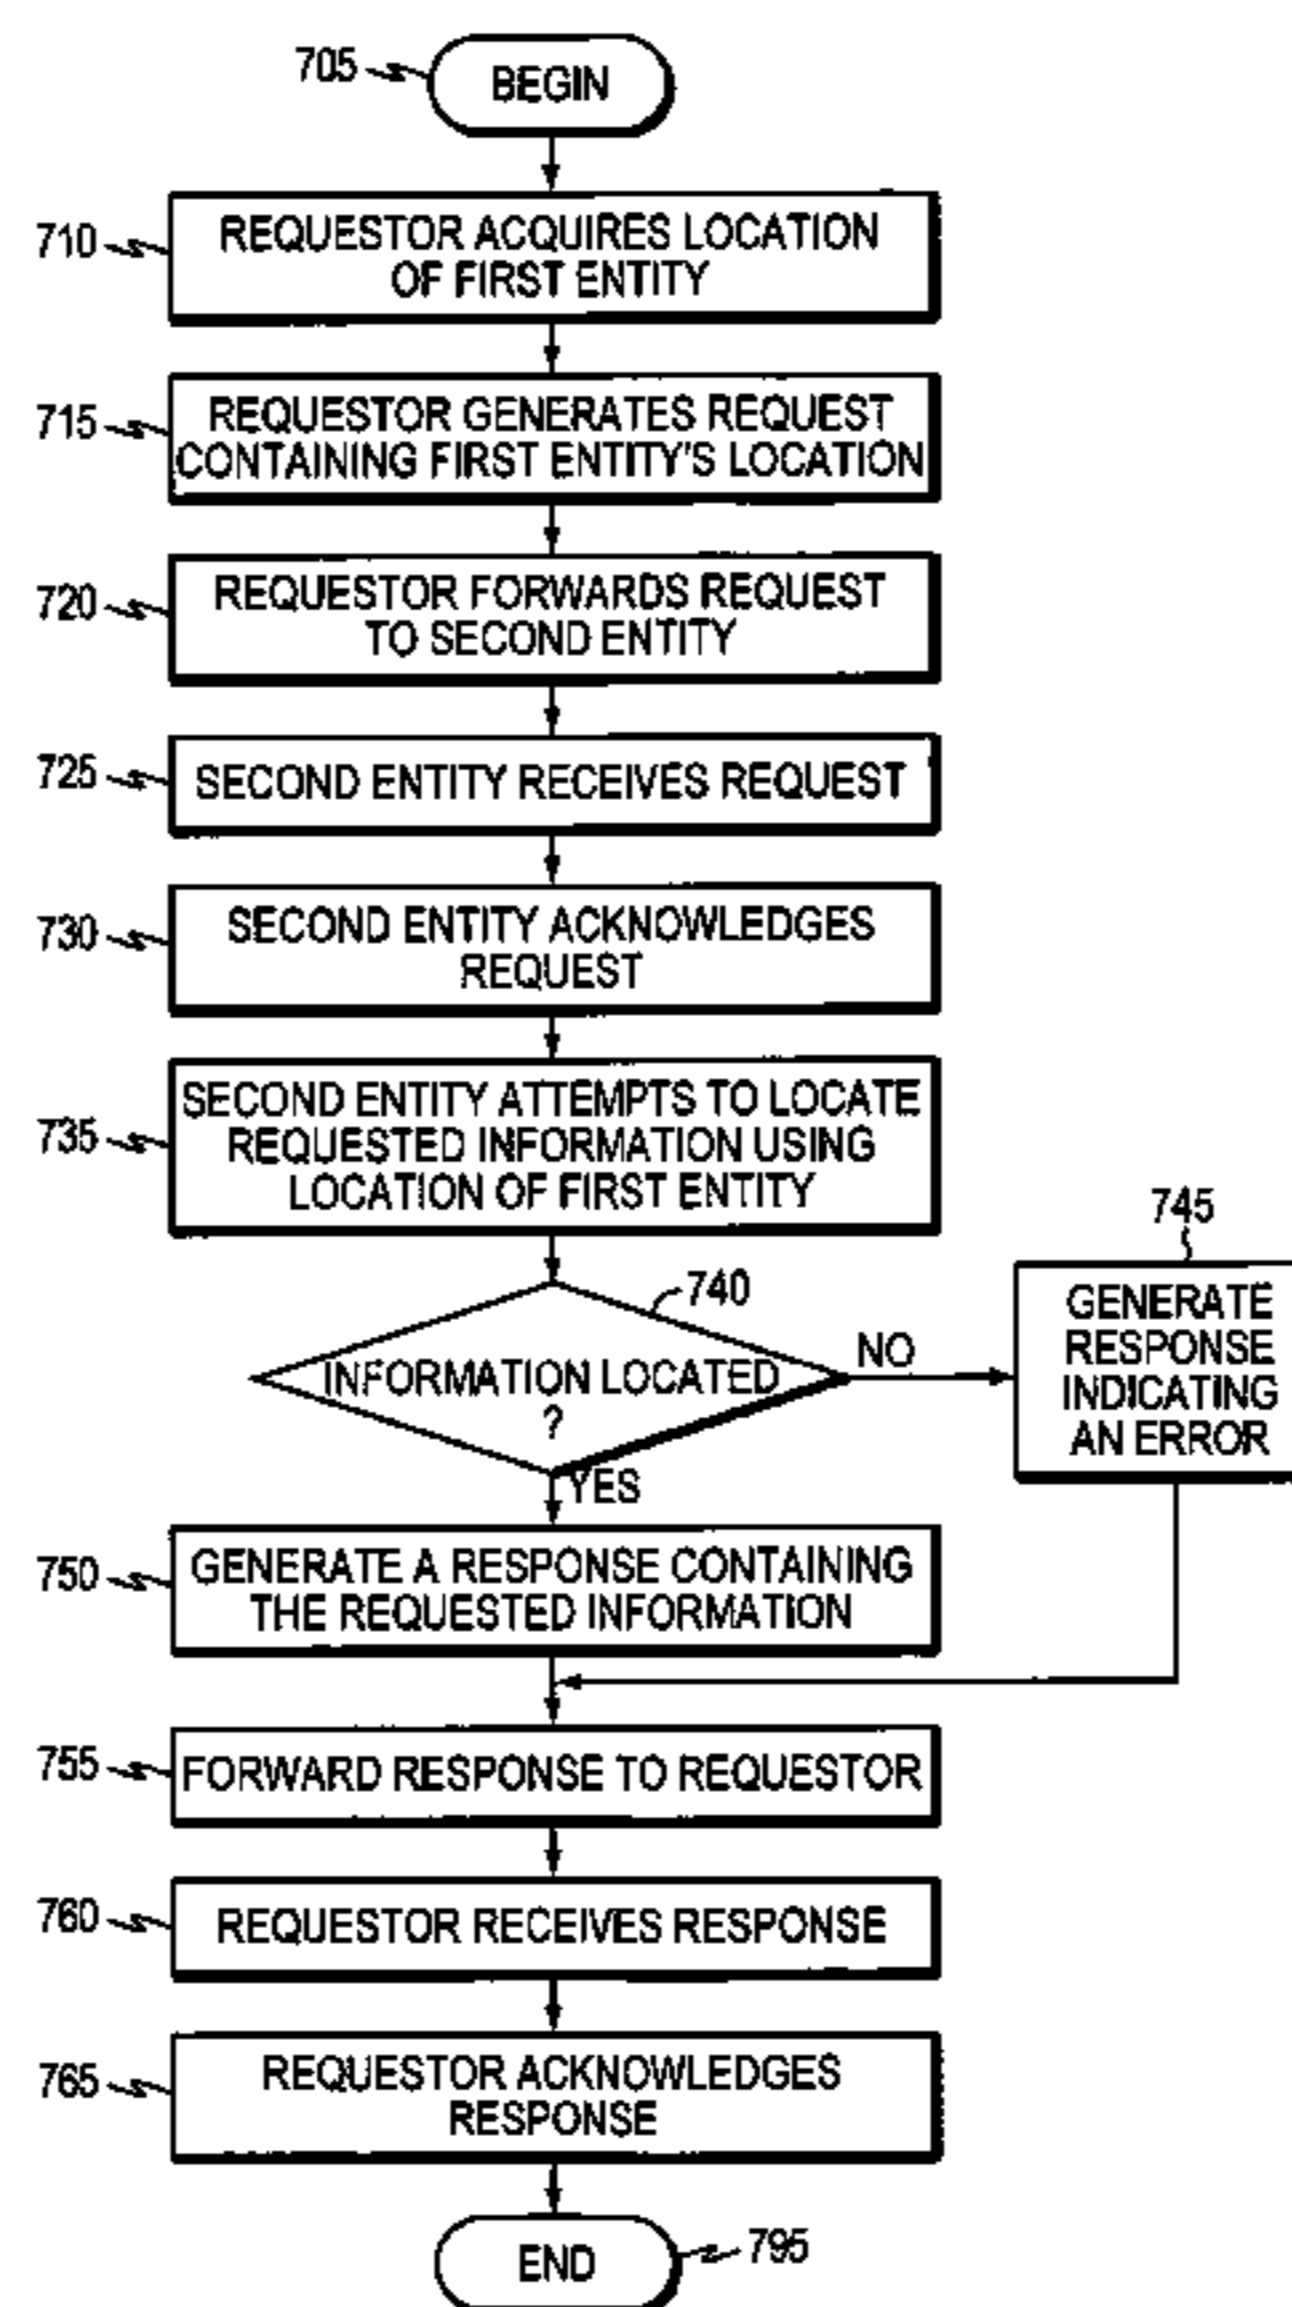 705
BEGIN
710
REQUESTOR ACQUIRES LOCATION
OF FIRST ENTITY
715
REQUESTOR GENERATES REQUEST
CONTAINING FIRST ENTITY'S LOCATION
720
REQUESTOR FORWARDS REQUEST
TO SECOND ENTITY
725
SECOND ENTITY RECEIVES REQUEST
730
SECOND ENTITY ACKNOWLEDGES
REQUEST
735
SECOND ENTITY ATTEMPTS TO LOCATE
REQUESTED INFORMATION USING
LOCATION OF FIRST ENTITY
740
INFORMATION LOCATED
?
NO
745
GENERATE
RESPONSE
INDICATING
AN ERROR
YES
750
GENERATE A RESPONSE CONTAINING
THE REQUESTED INFORMATION
755
FORWARD RESPONSE TO REQUESTOR
760
REQUESTOR RECEIVES RESPONSE
765
REQUESTOR ACKNOWLEDGES
RESPONSE
END
795